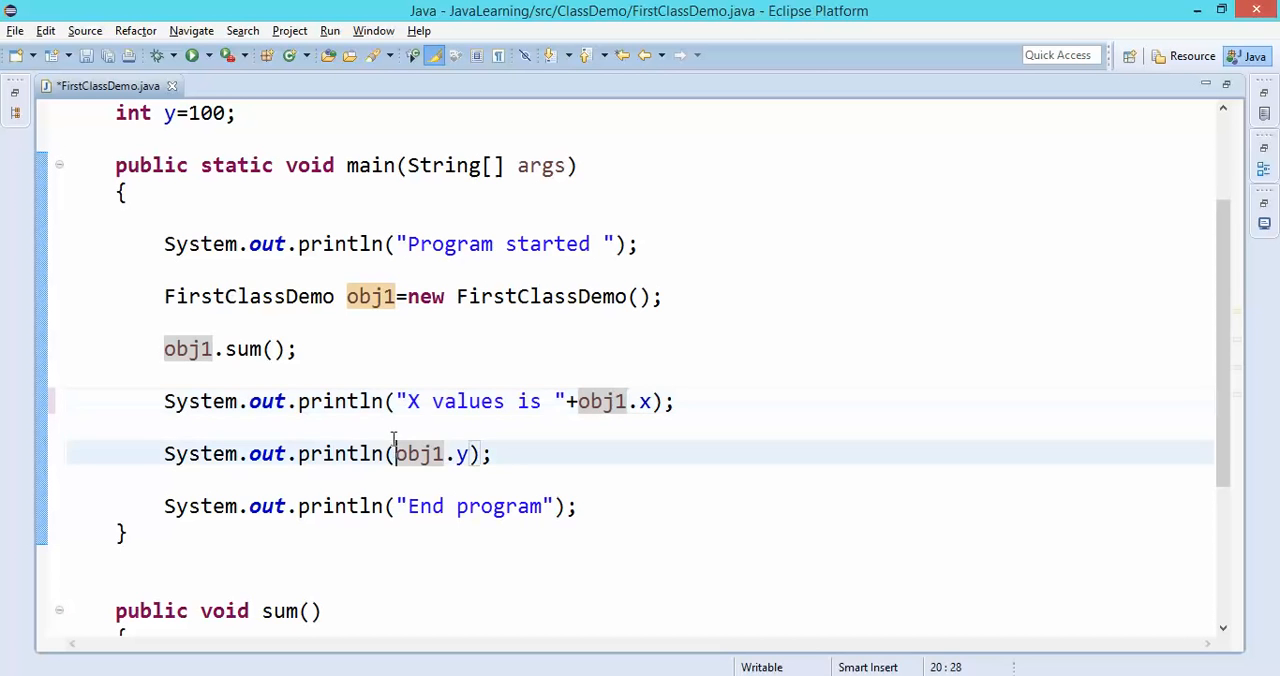 Java - JavaLearning/src/ClassDemo/FirstClassDemo.java - Eclipse Platform
File Edit Source Refactor Navigate Search Project Run Window Help
Quick Access Resource Java
*FirstClassDemo.java
int y=100;
public static void main(String[] args)
{
System.out.println("Program started ");
FirstClassDemo obj1=new FirstClassDemo();
obj1.sum();
System.out.println("X values is "+obj1.x);
System.out.println(obj1.y);
System.out.println("End program");
}
public void sum()
{
Writable Smart Insert 20 : 28